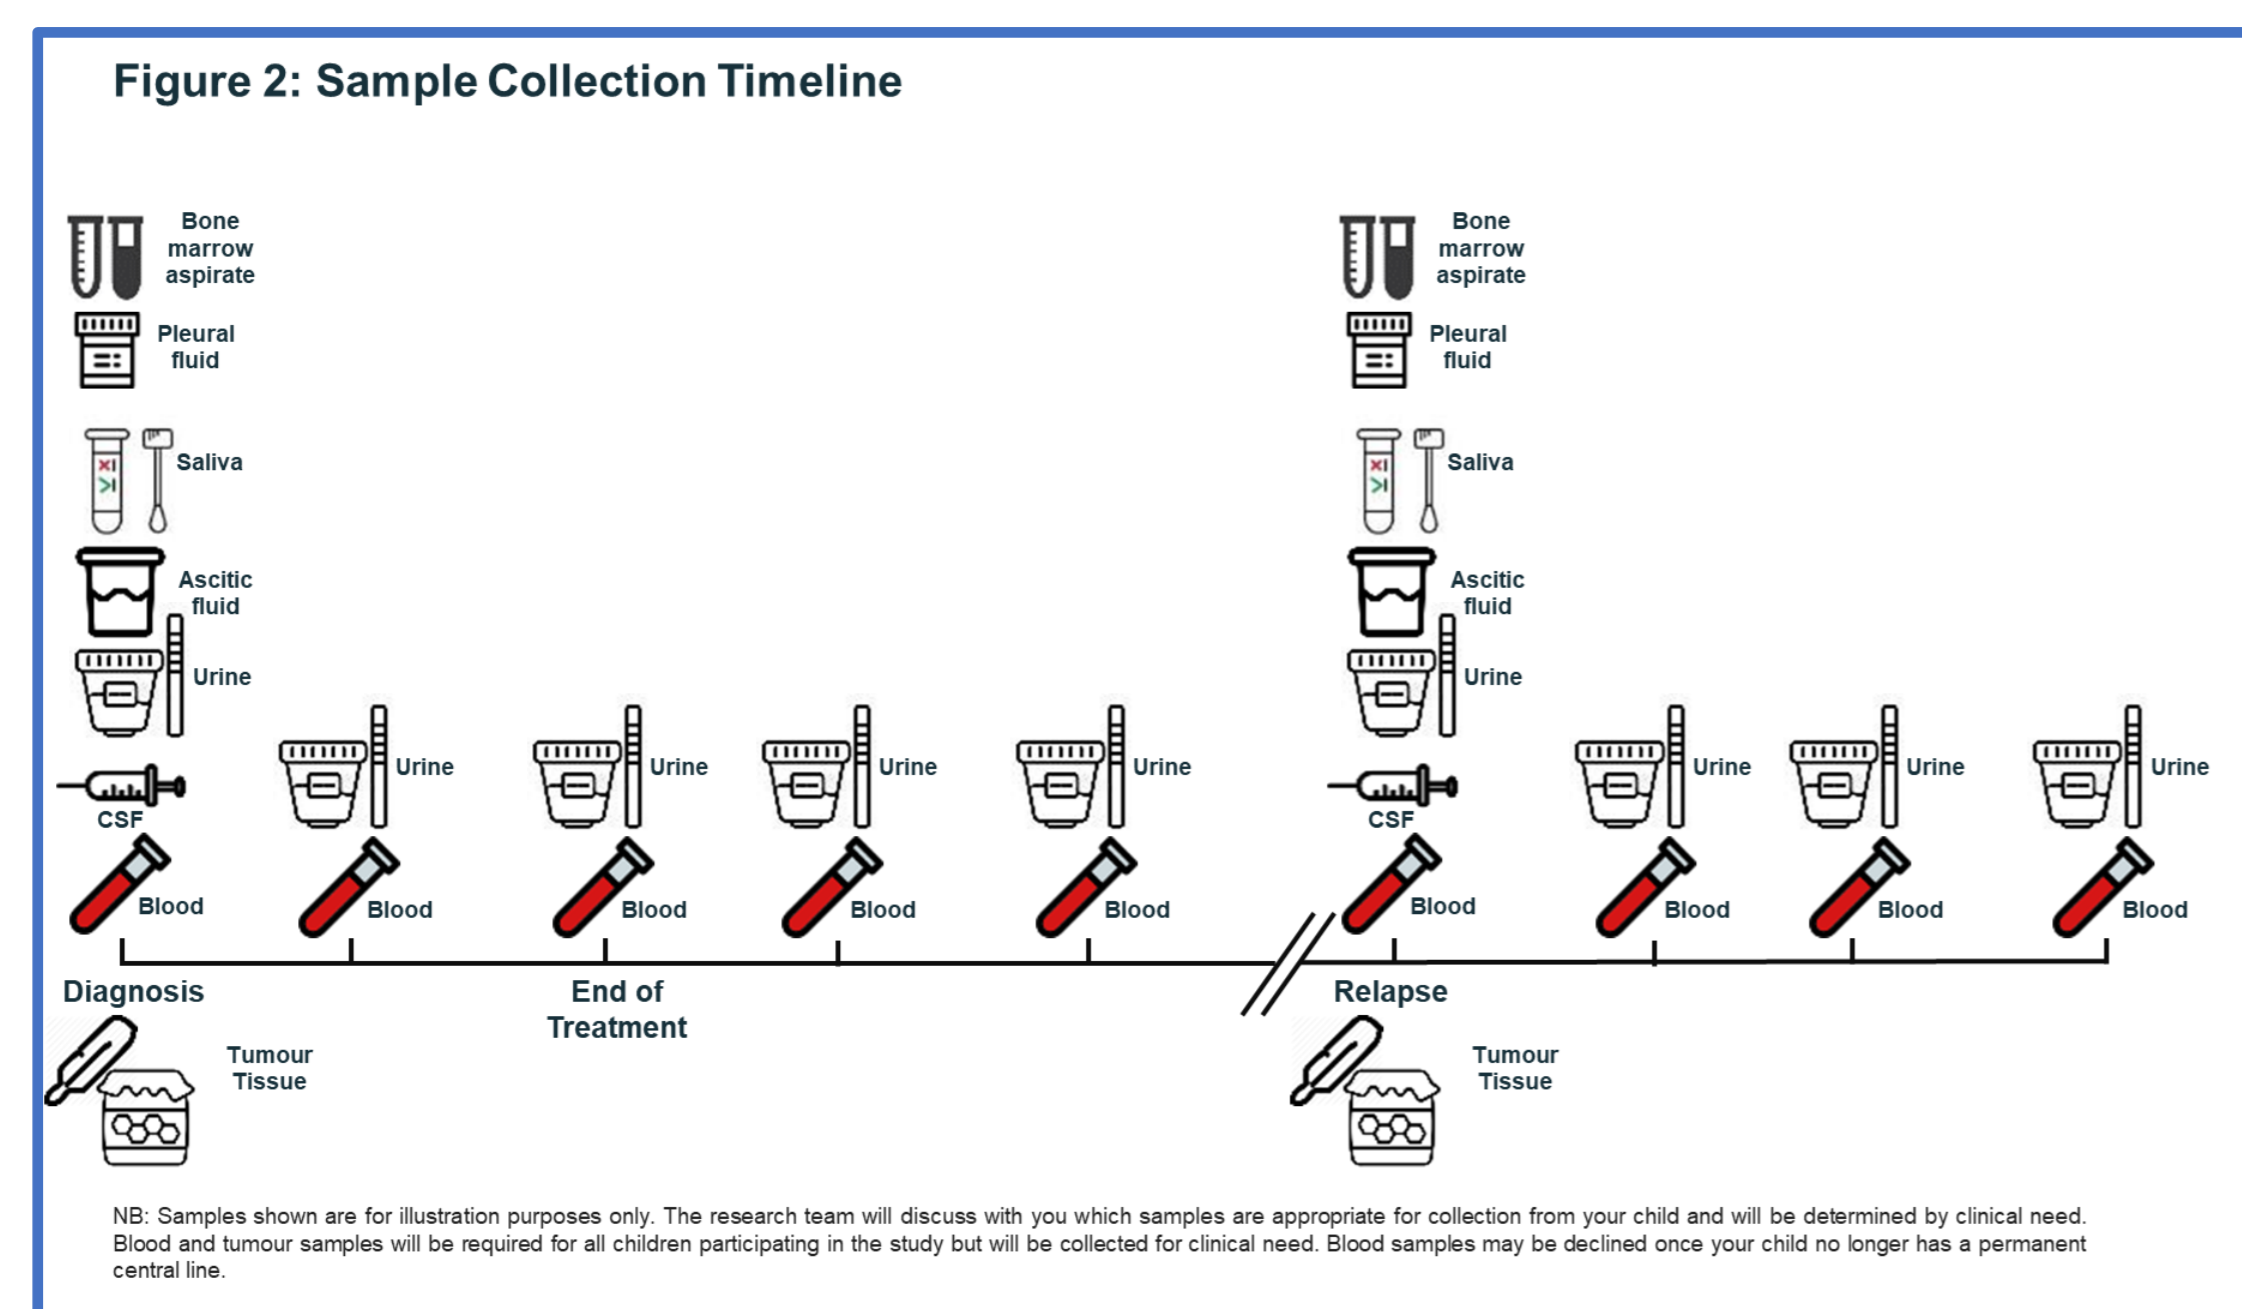 Figure 2: Sample Collection Timeline
Bone
marrow
aspirate
Pleural
fluid
Saliva
Ascitic
fluid
Urine
CSF
Blood
Urine
Blood
Urine
Blood
Urine
Blood
Urine
Blood
Bone
marrow
aspirate
Pleural
fluid
Saliva
Ascitic
fluid
Urine
CSF
Blood
Urine
Blood
Urine
Blood
Urine
Blood
Diagnosis
End of
Treatment
Relapse
Tumour
Tissue
Tumour
Tissue
NB: Samples shown are for illustration purposes only. The research team will discuss with you which samples are appropriate for collection from your child and will be determined by clinical need.
Blood and tumour samples will be required for all children participating in the study but will be collected for clinical need. Blood samples may be declined once your child no longer has a permanent
central line.